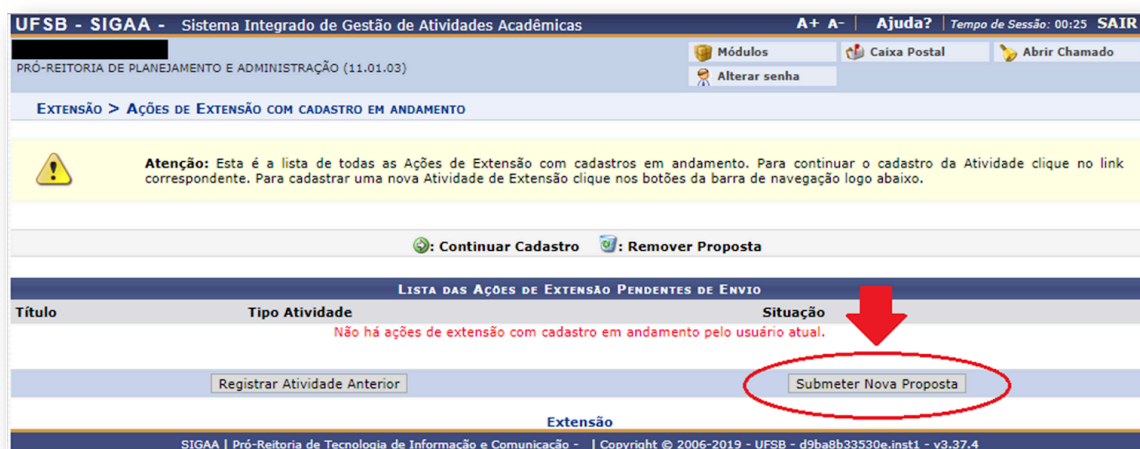 UFSB - SIGAA - Sistema Integrado de Gestão de Atividades Acadêmicas A+ A- | Ajuda? | Tempo de Sessão: 00:25 SAIR
Módulos Caixa Postal Abrir Chamado
PRÓ-REITORIA DE PLANEJAMENTO E ADMINISTRAÇÃO (11.01.03)
Alterar senha
EXTENSÃO > AÇÕES DE EXTENSÃO COM CADASTRO EM ANDAMENTO
Atenção: Esta é a lista de todas as Ações de Extensão com cadastros em andamento. Para continuar o cadastro da Atividade clique no link
correspondente. Para cadastrar uma nova Atividade de Extensão clique nos botões da barra de navegação logo abaixo.
: Continuar Cadastro : Remover Proposta
LISTA DAS AÇÕES DE EXTENSÃO PENDENTES DE ENVIO
Título Tipo Atividade Situação
Não há ações de extensão com cadastro em andamento pelo usuário atual.
Registrar Atividade Anterior Submeter Nova Proposta
Extensão
SIGAA | Pró-Reitoria de Tecnologia de Informação e Comunicação - | Copyright © 2006-2019 - UFSB - d9ba8b33530e.inst1 - v3.37.4